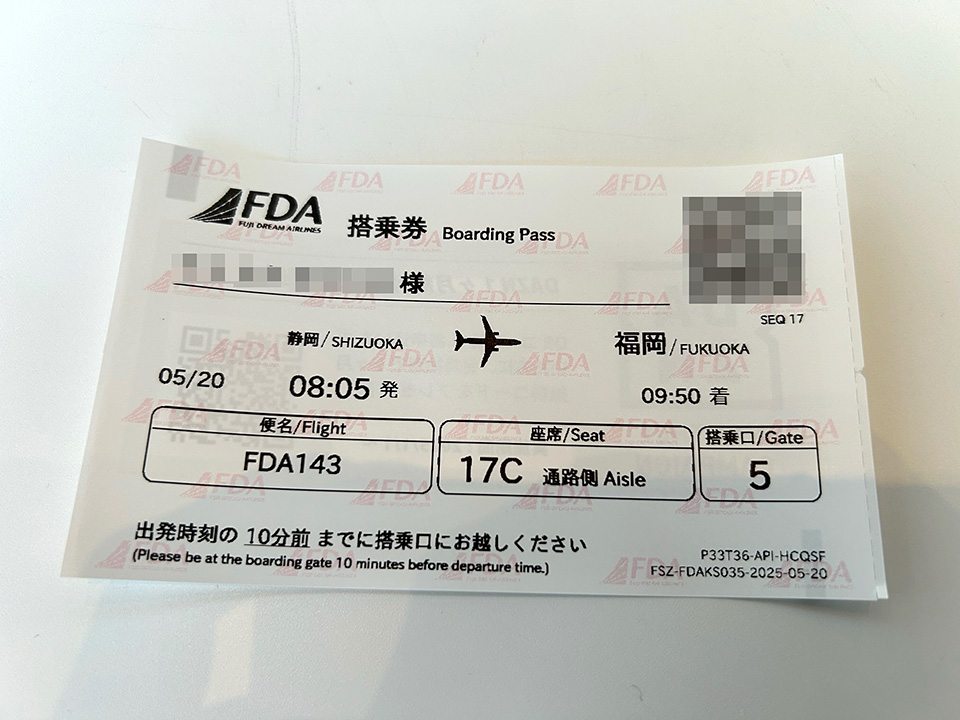 FDA
FUJI DREAM AIRLINES
搭乗券 Boarding Pass
様
SEQ 17
静岡/SHIZUOKA
福岡/FUKUOKA
05/20 08:05 発
09:50 着
便名/Flight
FDA143
座席/Seat
17C 通路側 Aisle
搭乗口/Gate
5
出発時刻の 10分前 までに搭乗口にお越しください
(Please be at the boarding gate 10 minutes before departure time.)
P33T36-API-HCQSF
FSZ-FDAKS035-2025-05-20